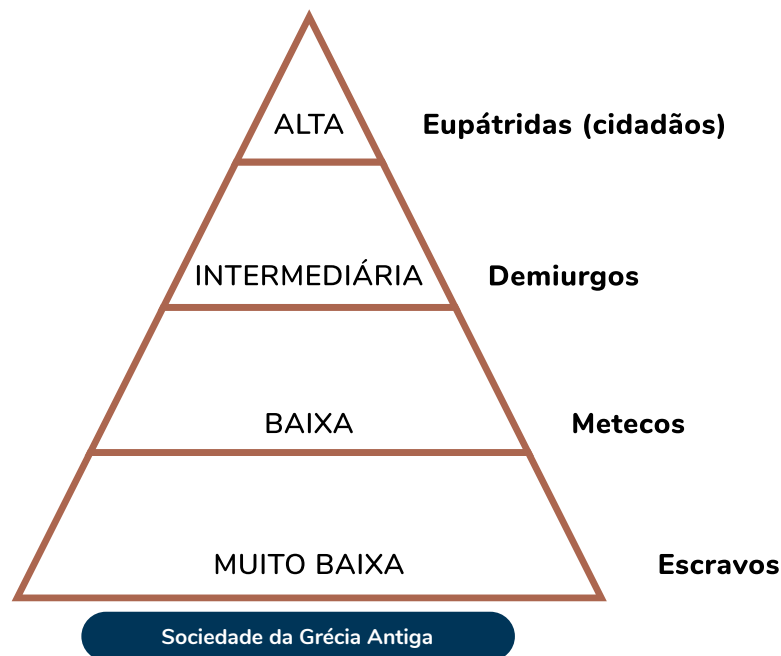 ALTA
Eupátridas (cidadãos)
INTERMEDIÁRIA
Demiurgos
BAIXA
Metecos
MUITO BAIXA
Escravos
Sociedade da Grécia Antiga